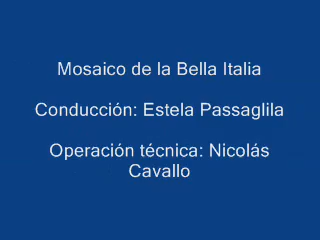 Mosaico de la Bella Italia
Conducción: Estela Passaglila
Operación técnica: Nicolás
Cavallo